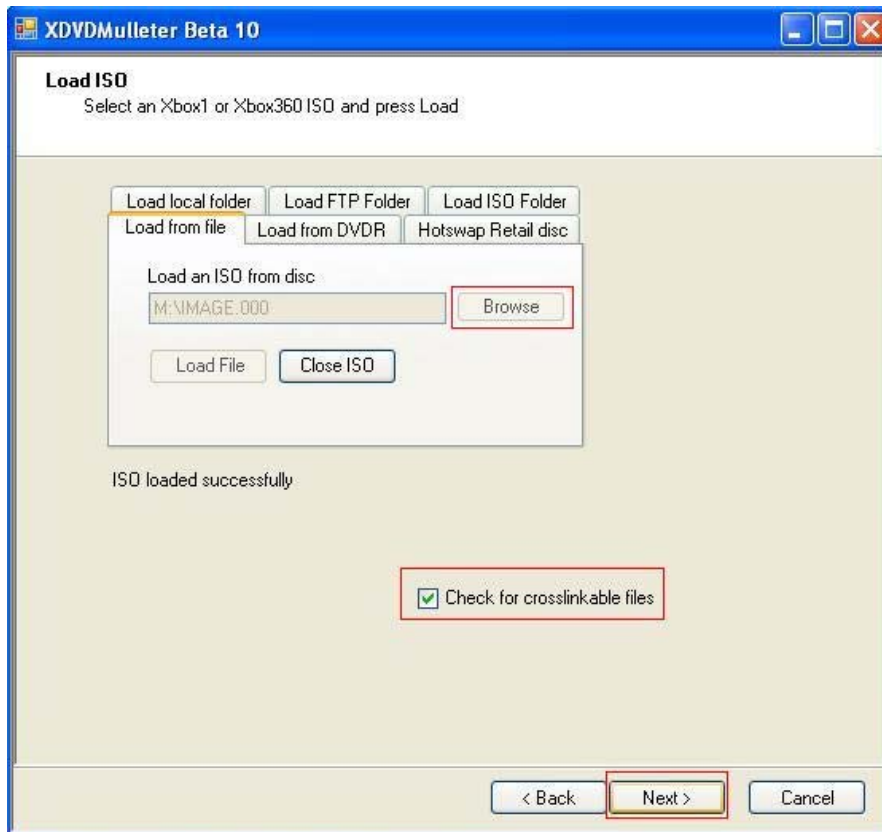 XDVDMulleter Beta 10
Load ISO
Select an Xbox1 or Xbox360 ISO and press Load
Load local folder Load FTP Folder Load ISO Folder
Load from file Load from DVDR Hotswap Retail disc
Load an ISO from disc
M:\IMAGE.000 Browse
Load File Close ISO
ISO loaded successfully
Check for crosslinkable files
< Back Next > Cancel